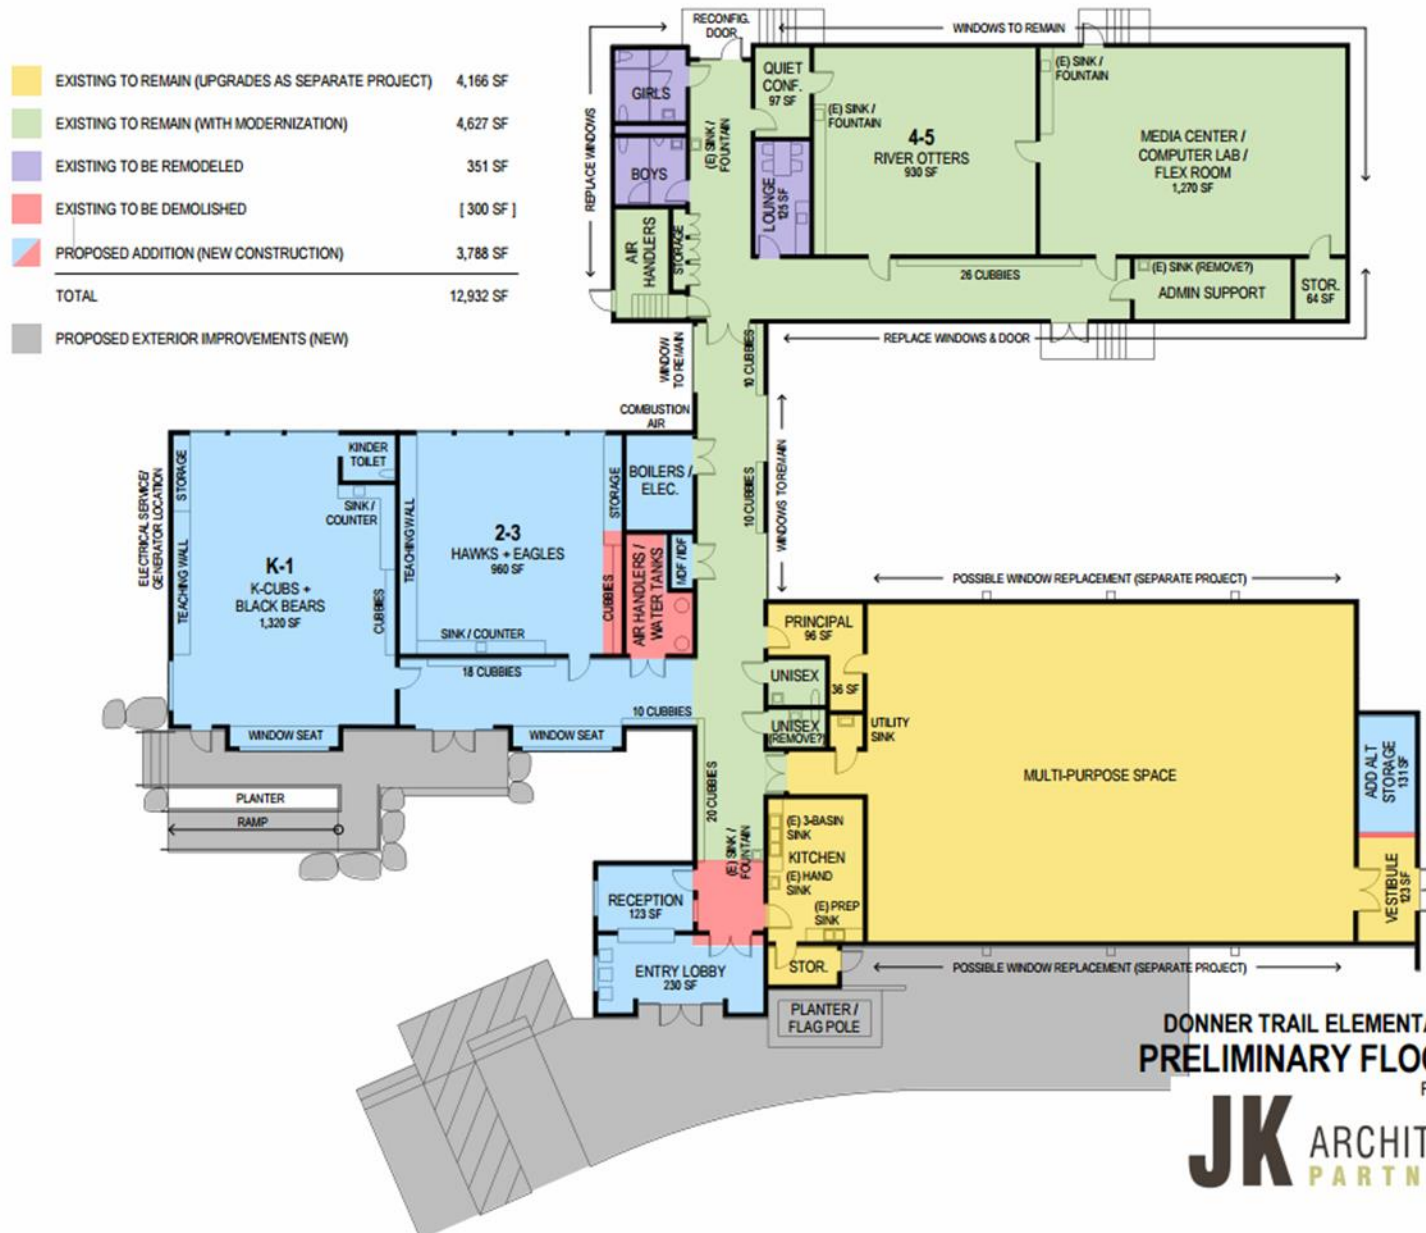 EXISTING TO REMAIN (UPGRADES AS SEPARATE PROJECT) 4,166 SF
EXISTING TO REMAIN (WITH MODERNIZATION) 4,627 SF
EXISTING TO BE REMODELED 351 SF
EXISTING TO BE DEMOLISHED [ 300 SF ]
PROPOSED ADDITION (NEW CONSTRUCTION) 3,788 SF
TOTAL 12,932 SF
PROPOSED EXTERIOR IMPROVEMENTS (NEW)
RECONFIG.
DOOR
WINDOWS TO REMAIN
REPLACE WINDOWS
GIRLS
BOYS
AIR
HANDLERS
STORAGE
(E) SINK /
FOUNTAIN
QUIET
CONF.
97 SF
LOUNGE
125 SF
(E) SINK /
FOUNTAIN
4-5
RIVER OTTERS
930 SF
(E) SINK /
FOUNTAIN
MEDIA CENTER /
COMPUTER LAB /
FLEX ROOM
1,270 SF
26 CUBBIES
(E) SINK (REMOVE?)
ADMIN SUPPORT
STOR.
64 SF
REPLACE WINDOWS & DOOR
WINDOW
TO REMAIN
10 CUBBIES
COMBUSTION
AIR
10 CUBBIES
WINDOWS TO REMAIN
ELECTRICAL SERVICE/
GENERATOR LOCATION
STORAGE
TEACHING WALL
KINDER
TOILET
SINK /
COUNTER
K-1
K-CUBS +
BLACK BEARS
1,320 SF
CUBBIES
TEACHING WALL
2-3
HAWKS + EAGLES
960 SF
STORAGE
CUBBIES
SINK / COUNTER
BOILERS /
ELEC.
AIR HANDLERS /
WATER TANKS
MDF / IDF
18 CUBBIES
10 CUBBIES
WINDOW SEAT
WINDOW SEAT
PLANTER
RAMP
20 CUBBIES
(E) SINK /
FOUNTAIN
POSSIBLE WINDOW REPLACEMENT (SEPARATE PROJECT)
PRINCIPAL
96 SF
UNISEX
36 SF
UNISEX
(REMOVE?)
UTILITY
SINK
MULTI-PURPOSE SPACE
ADD ALT
STORAGE
131 SF
VESTIBULE
123 SF
(E) 3-BASIN
SINK
KITCHEN
(E) HAND
SINK
(E) PREP
SINK
STOR.
RECEPTION
123 SF
ENTRY LOBBY
230 SF
POSSIBLE WINDOW REPLACEMENT (SEPARATE PROJECT)
PLANTER /
FLAG POLE
DONNER TRAIL ELEMENTA
PRELIMINARY FLOO
JK ARCHIT
PARTN